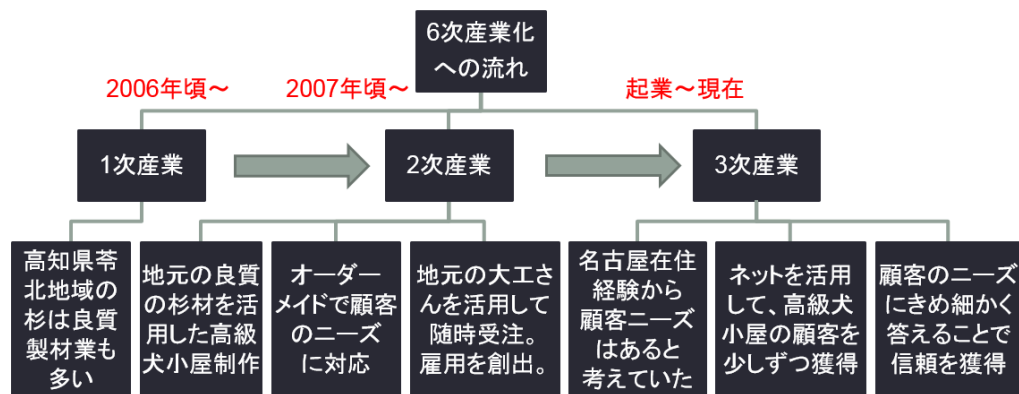 6次産業化
への流れ
2006年頃～
2007年頃～
起業～現在
1次産業
2次産業
3次産業
高知県苓
北地域の
杉は良質
製材業も
多い
地元の良質
の杉材を活
用した高級
犬小屋制作
オーダー
メイドで顧客
のニーズ
に対応
地元の大工さ
んを活用して
随時受注。
雇用を創出。
名古屋在住
経験から
顧客ニーズ
はあると
考えていた
ネットを活用
して、高級犬
小屋の顧客を
少しずつ獲得
顧客のニーズ
にきめ細かく
答えることで
信頼を獲得